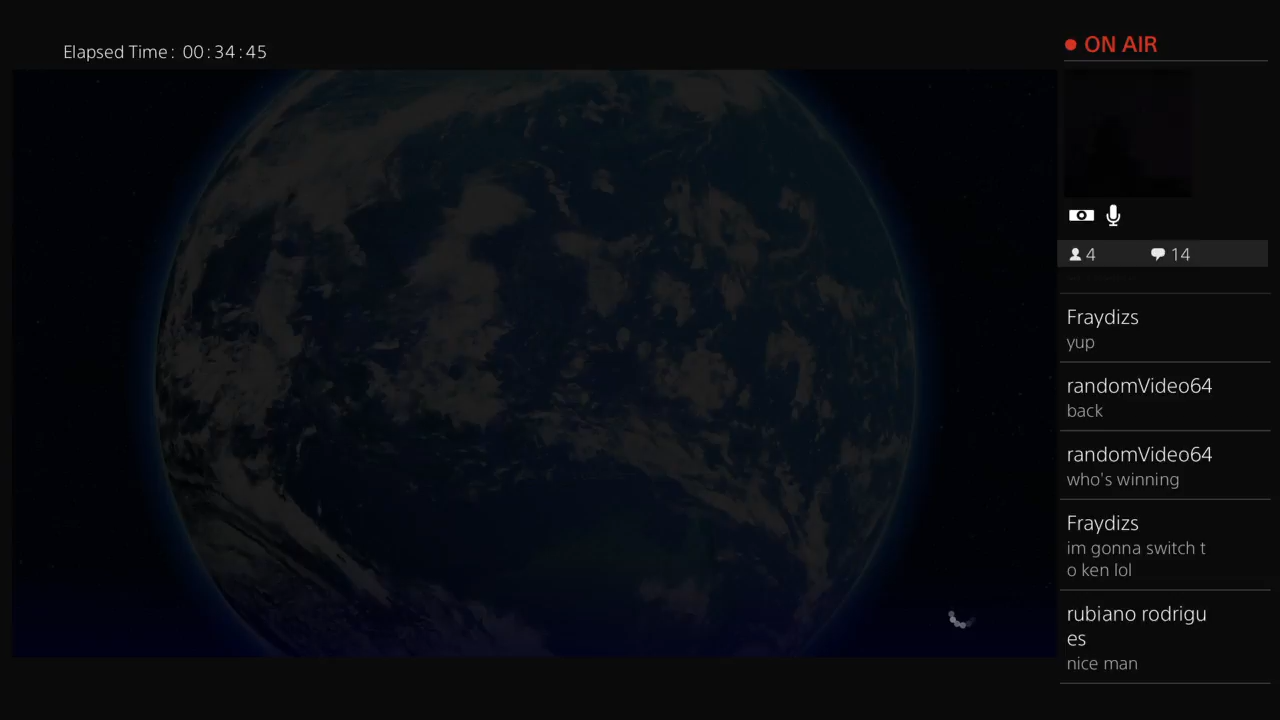 Elapsed Time: 00:34:45
ON AIR
4
14
Fraydizs
yup
randomVideo64
back
randomVideo64
who's winning
Fraydizs
im gonna switch t
o ken lol
rubiano rodrigu
es
nice man